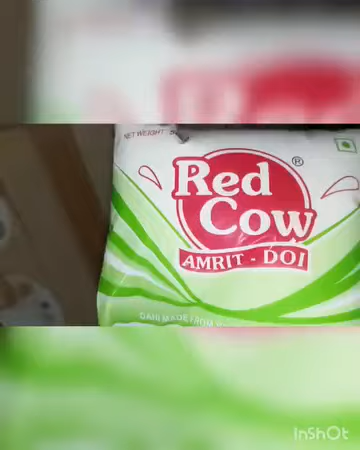 NET WEIGHT
Red
Cow
®
AMRIT - DOI
DAHI MADE FROM
InShOt